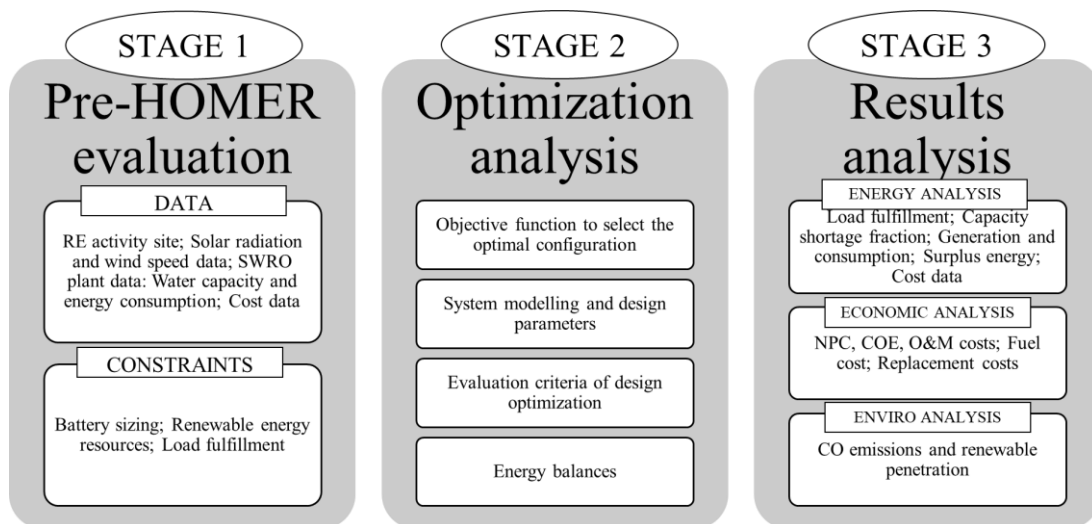 STAGE 1
Pre-HOMER
evaluation
DATA
RE activity site; Solar radiation
and wind speed data; SWRO
plant data: Water capacity and
energy consumption; Cost data
CONSTRAINTS
Battery sizing; Renewable energy
resources; Load fulfillment
STAGE 2
Optimization
analysis
Objective function to select the
optimal configuration
System modelling and design
parameters
Evaluation criteria of design
optimization
Energy balances
STAGE 3
Results
analysis
ENERGY ANALYSIS
Load fulfillment; Capacity
shortage fraction; Generation and
consumption; Surplus energy;
Cost data
ECONOMIC ANALYSIS
NPC, COE, O&M costs; Fuel
cost; Replacement costs
ENVIRO ANALYSIS
CO emissions and renewable
penetration